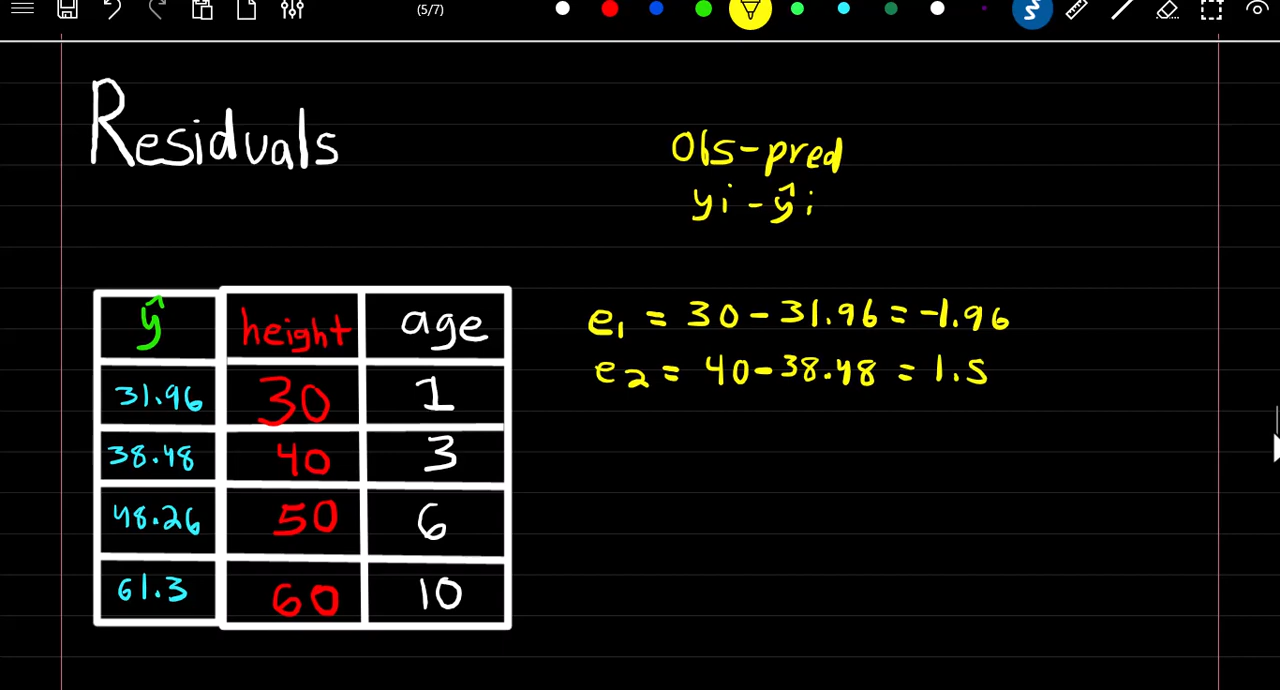 (5/7)
Residuals
Obs-pred
yi - ŷi
ŷ height age
31.96 30 1
38.48 40 3
48.26 50 6
61.3 60 10
e1 = 30 - 31.96 = -1.96
e2 = 40 - 38.48 = 1.5